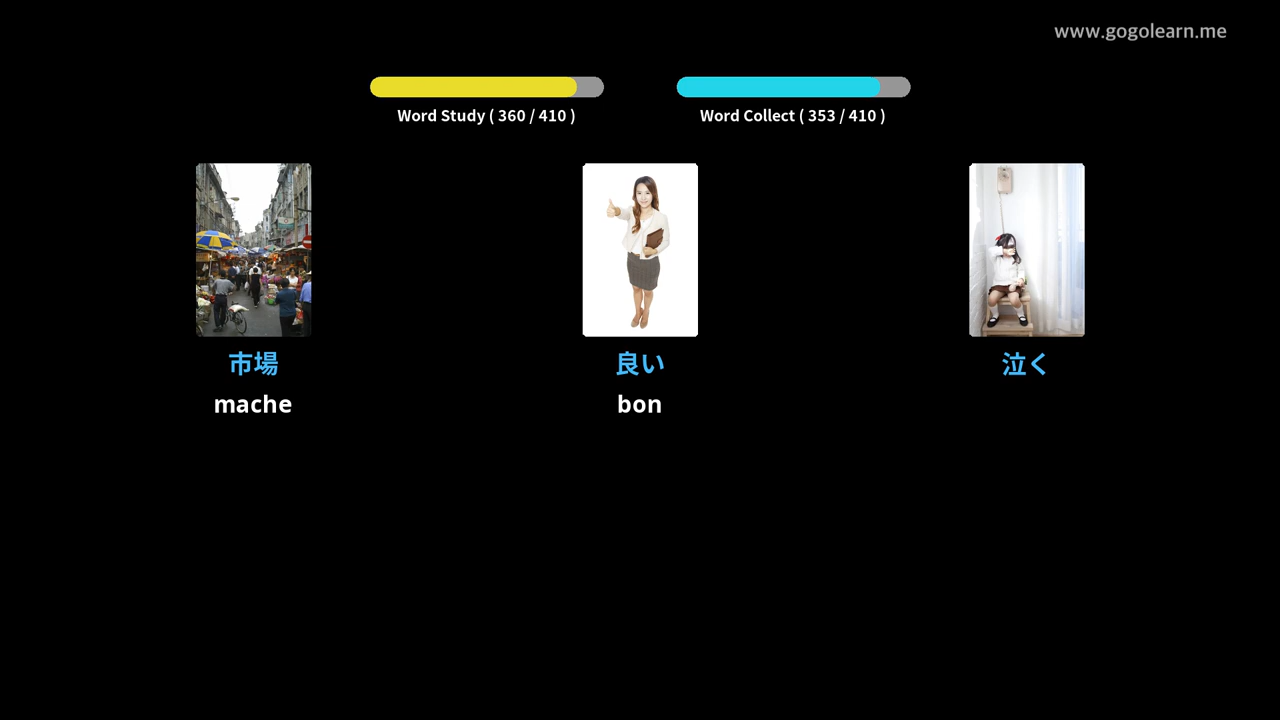 www.gogolearn.me
Word Study ( 360 / 410 )
Word Collect ( 353 / 410 )
市場
良い
泣く
mache
bon